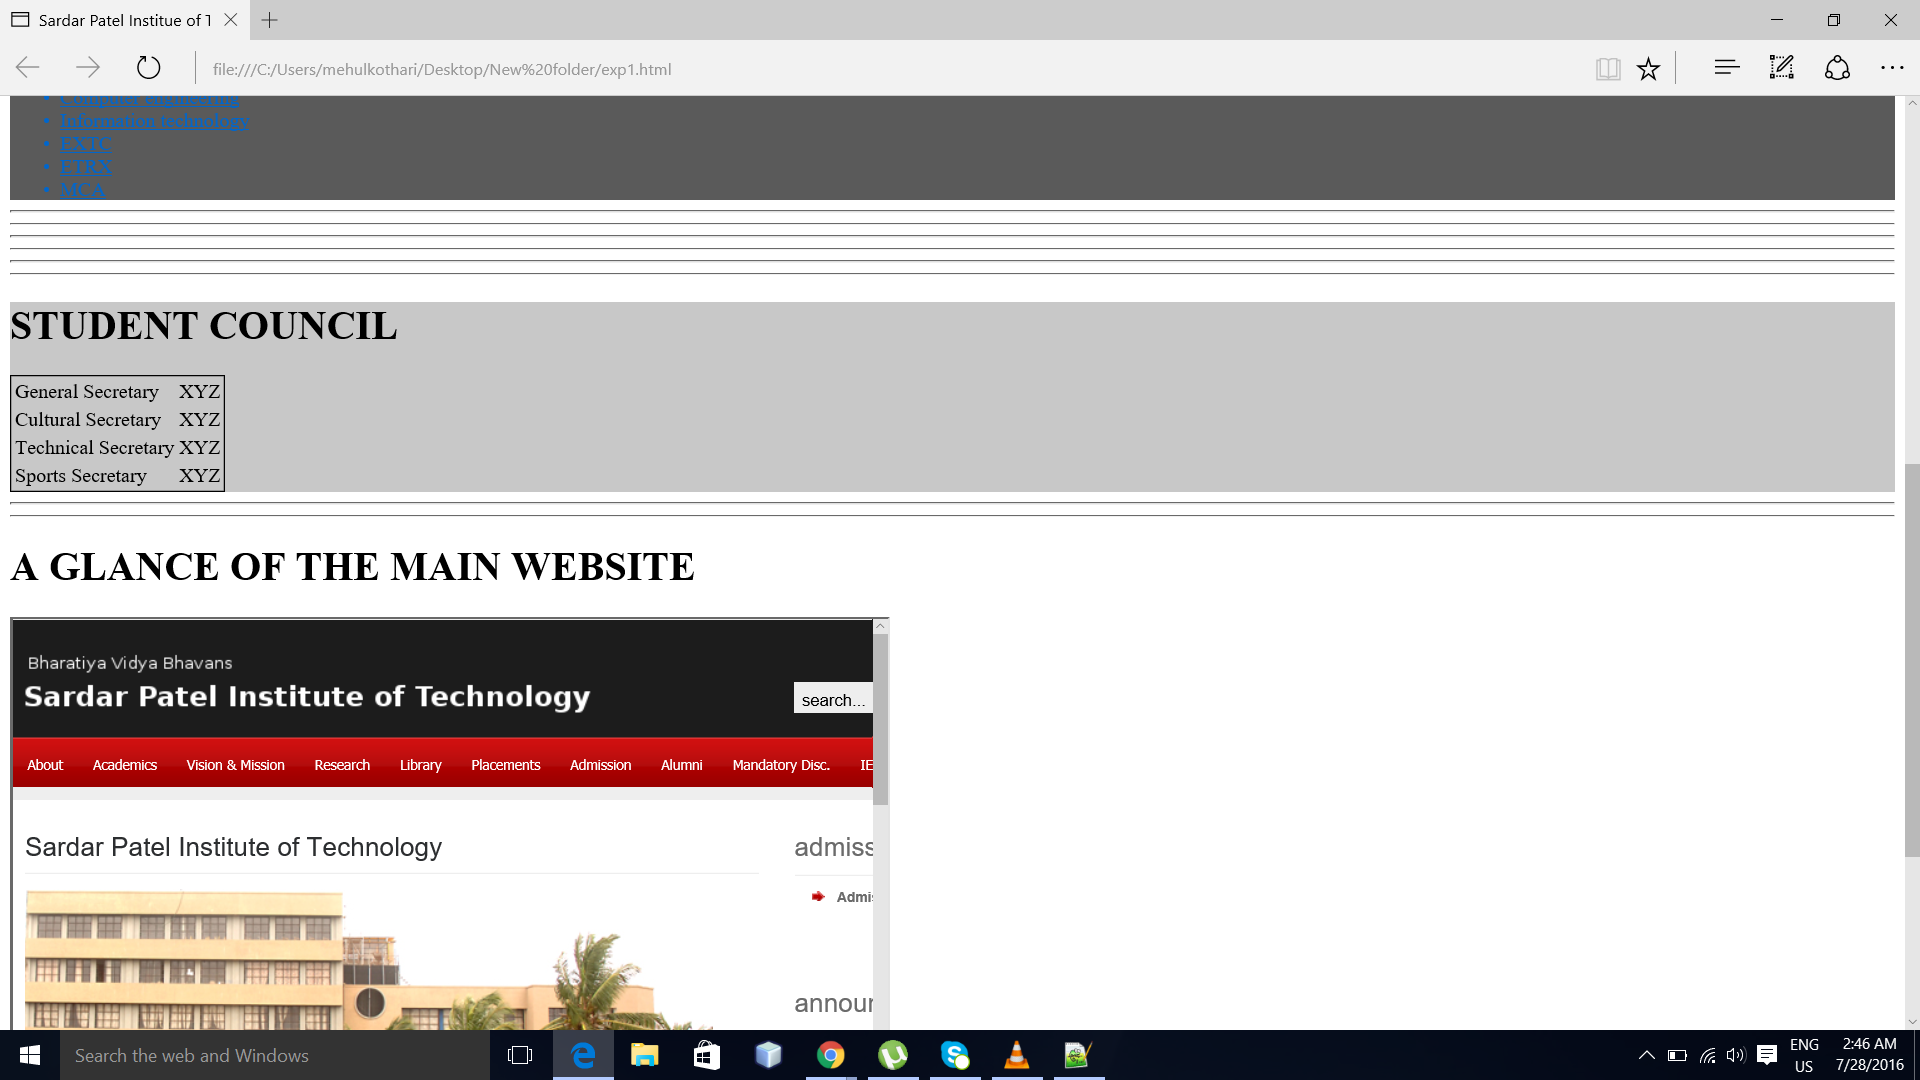 Sardar Patel Institue of T
file:///C:/Users/mehulkothari/Desktop/New%20folder/exp1.html
Computer engineering
Information technology
EXTC
ETRX
MCA
STUDENT COUNCIL
General Secretary XYZ
Cultural Secretary XYZ
Technical Secretary XYZ
Sports Secretary XYZ
A GLANCE OF THE MAIN WEBSITE
Bharatiya Vidya Bhavans
Sardar Patel Institute of Technology
search...
About Academics Vision & Mission Research Library Placements Admission Alumni Mandatory Disc. IE
Sardar Patel Institute of Technology
admiss
Admi
annour
Search the web and Windows
ENG
US
2:46 AM
7/28/2016